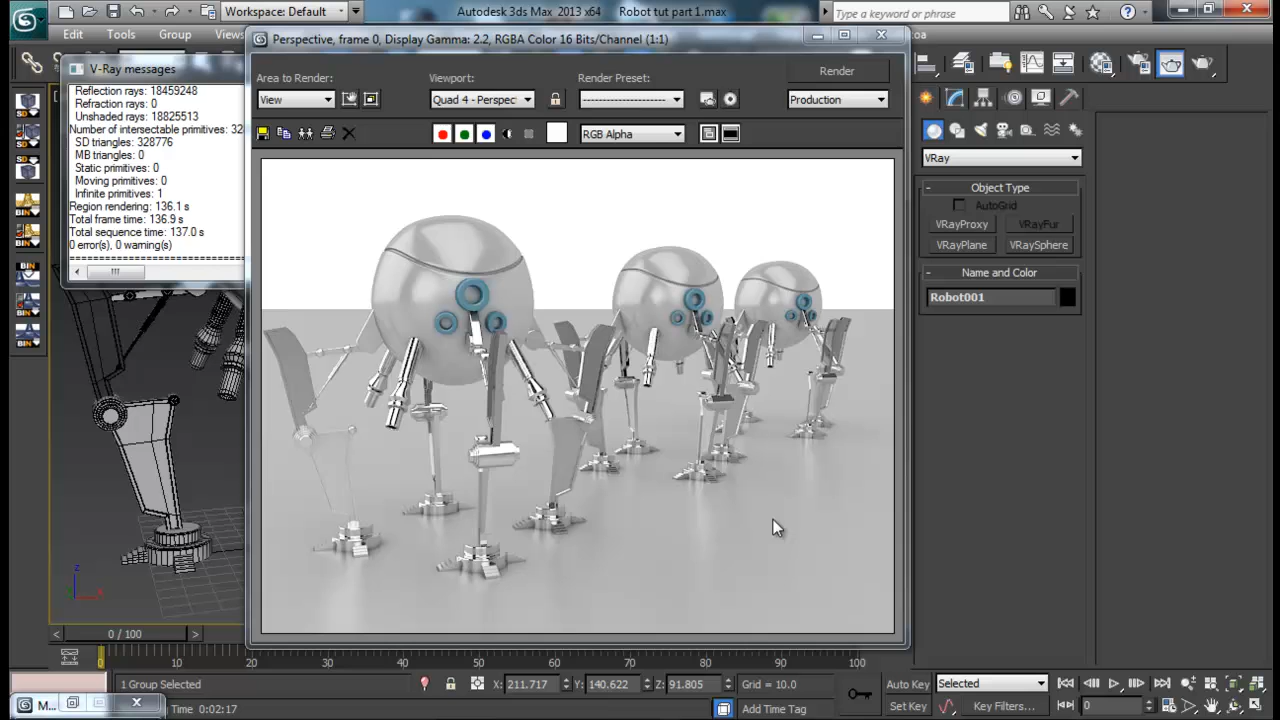 Workspace: Default
Autodesk 3ds Max 2013 x64 Robot tut part 1.max
Type a keyword or phrase
Edit Tools Group Views
Perspective, frame 0, Display Gamma: 2.2, RGBA Color 16 Bits/Channel (1:1)
V-Ray messages
Reflection rays: 18459248
Refraction rays: 0
Unshaded rays: 18825513
Number of intersectable primitives: 32
SD triangles: 328776
MB triangles: 0
Static primitives: 0
Moving primitives: 0
Infinite primitives: 1
Region rendering: 136.1 s
Total frame time: 136.9 s
Total sequence time: 137.0 s
0 error(s), 0 warning(s)
Area to Render:
View
Viewport:
Quad 4 - Perspect
Render Preset:
Render
Production
RGB Alpha
VRay
Object Type
AutoGrid
VRayProxy VRayFur
VRayPlane VRaySphere
Name and Color
Robot001
0 / 100
0 10 20 30 40 50 60 70 80 90 100
1 Group Selected
X: 211.717 Y: 140.622 Z: 91.805 Grid = 10.0
Auto Key Selected
M...
Time 0:02:17
Add Time Tag
Set Key Key Filters... 0